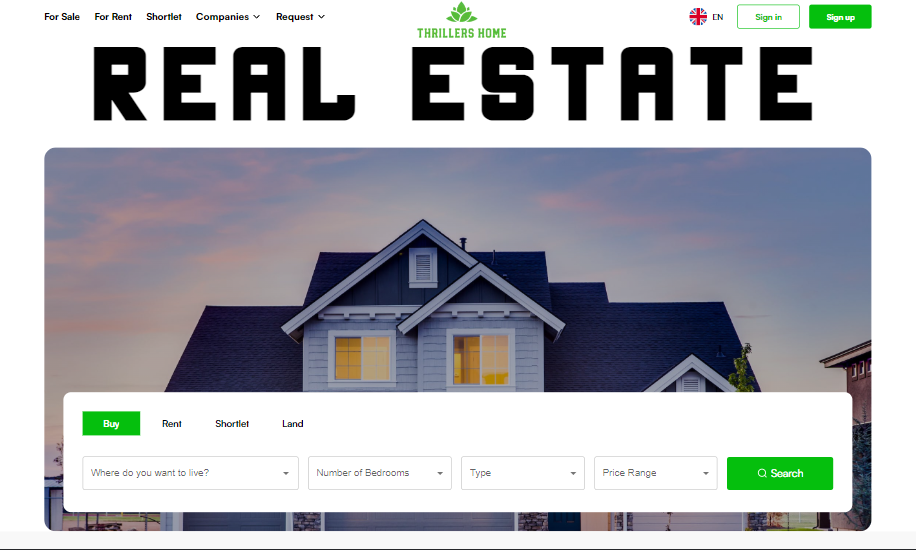 For Sale For Rent Shortlet Companies Request THRILLERS HOME EN Sign in Sign up
REAL ESTATE
Buy Rent Shortlet Land
Where do you want to live? Number of Bedrooms Type Price Range Search